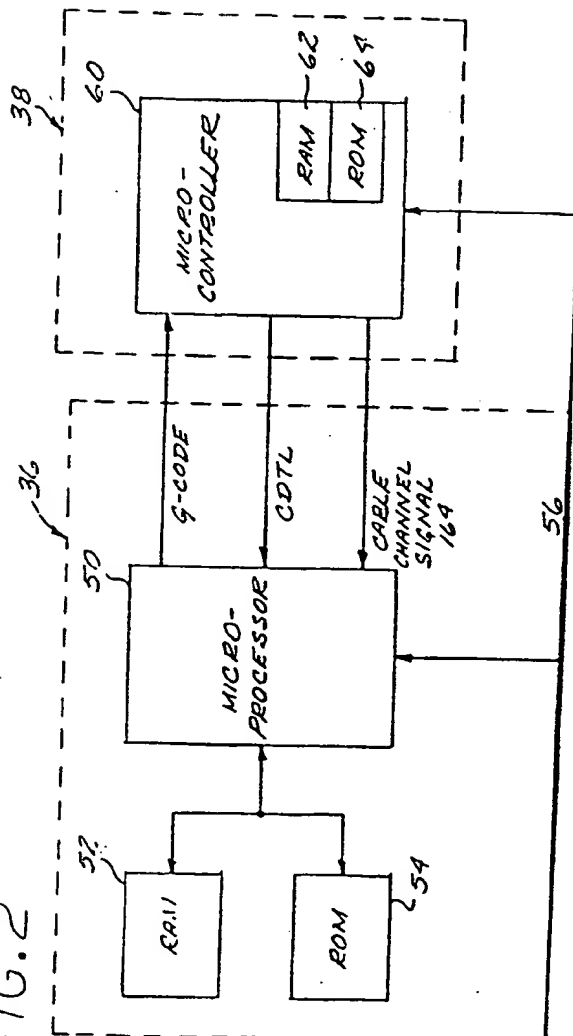 IG.2
36
38
52
RAM
ROM
54
50
MICRO-
PROCESSOR
G-CODE
CDTL
CABLE
CHANNEL
SIGNAL
164
60
MICRO-
CONTROLLER
RAM
62
ROM
64
56